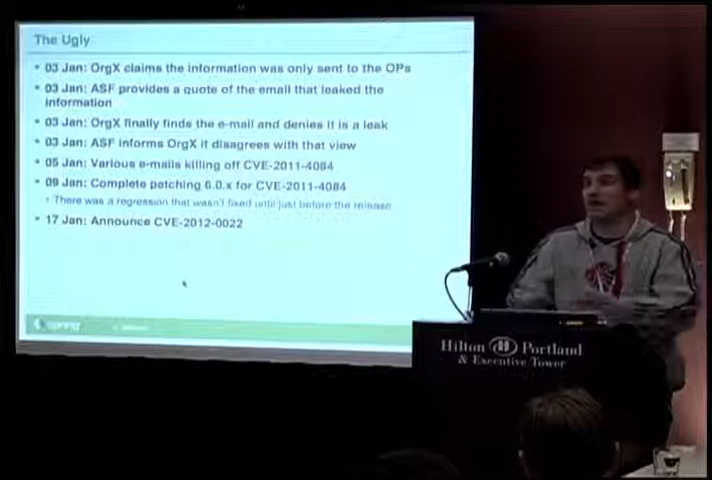 The Ugly
03 Jan: OrgX claims the information was only sent to the OPs
03 Jan: ASF provides a quote of the email that leaked the
information
03 Jan: OrgX finally finds the e-mail and denies it is a leak
03 Jan: ASF informs OrgX it disagrees with that view
05 Jan: Various e-mails killing off CVE-2011-4084
09 Jan: Complete patching 6.0.x for CVE-2011-4084
There was a regression that wasn't fixed until just before the release
17 Jan: Announce CVE-2012-0022
Hilton Portland
& Executive Tower